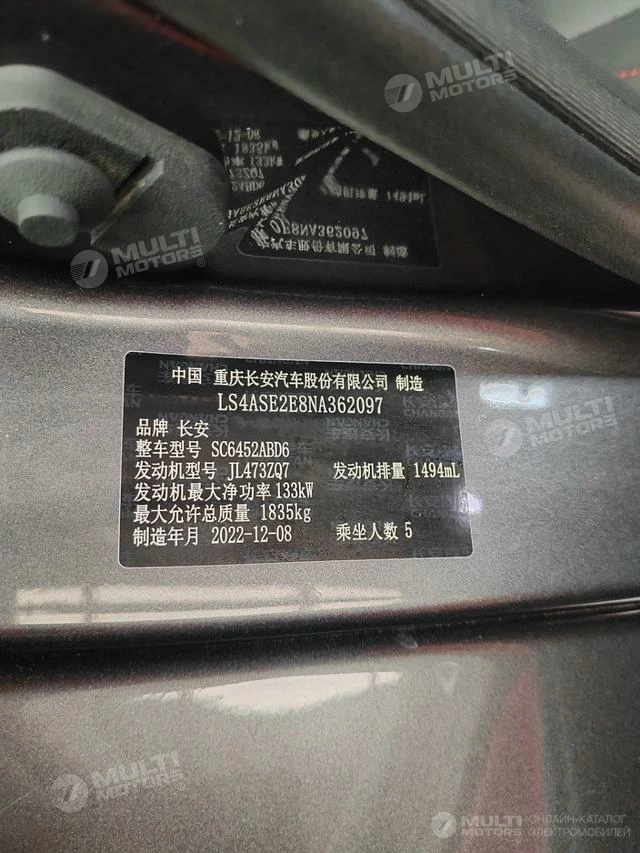 MULTI
MOTORS®
MULTI
MOTORS®
中国 重庆长安汽车股份有限公司 制造
LS4ASE2E8NA362097
品牌 长安
整车型号 SC6452ABD6
发动机型号 JL473ZQ7 发动机排量 1494mL
发动机最大净功率 133kW
最大允许总质量 1835kg
制造年月 2022-12-08 乘坐人数 5
MULTI
MOTORS®
MULTI
MOTORS®
MULTI
MOTORS®
ОНЛАЙН-КАТАЛОГ
ЭЛЕКТРОМОБИЛЕЙ